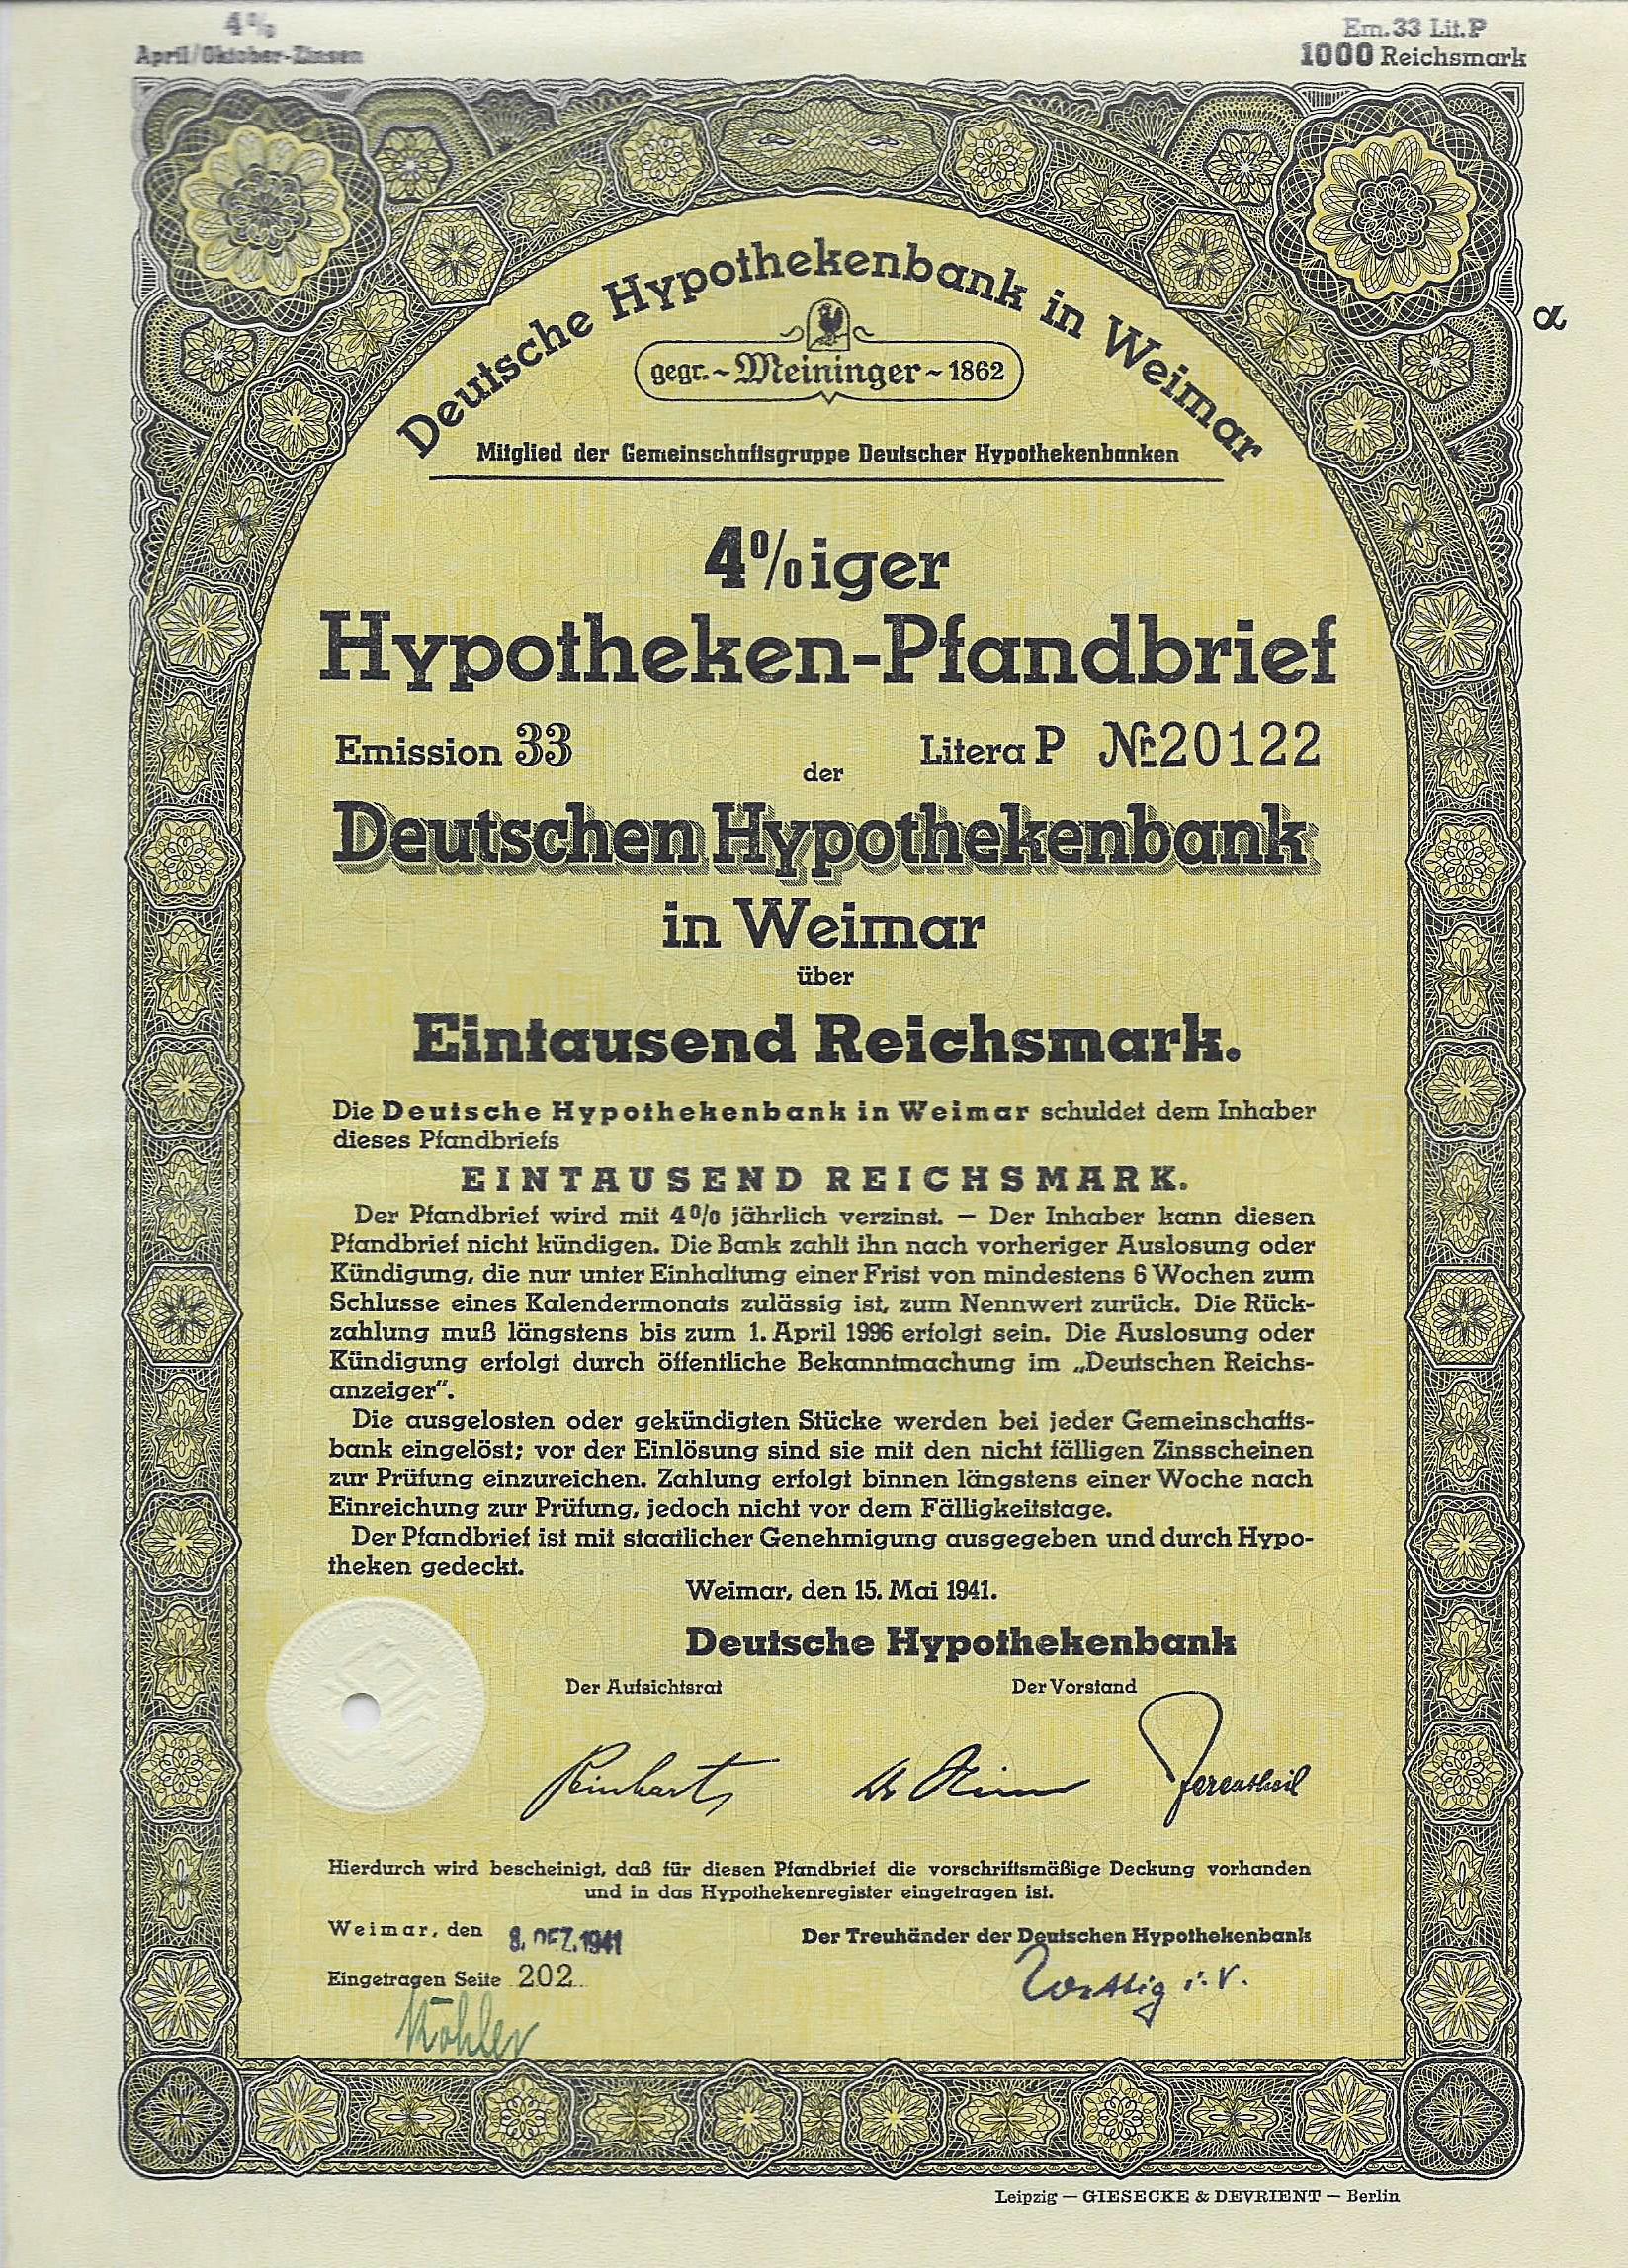 4%
April/Oktober-Zinsen
Em. 33 Lit. P
1000 Reichsmark
α
Deutsche Hypothekenbank in Weimar
gegr. ~ Meininger ~ 1862
Mitglied der Gemeinschaftsgruppe Deutscher Hypothekenbanken
4%iger
Hypotheken-Pfandbrief
Emission 33
Litera P Nr. 20122
der
Deutschen Hypothekenbank
in Weimar
über
Eintausend Reichsmark.
Die Deutsche Hypothekenbank in Weimar schuldet dem Inhaber
dieses Pfandbriefs
EINTAUSEND REICHSMARK.
Der Pfandbrief wird mit 4% jährlich verzinst. — Der Inhaber kann diesen
Pfandbrief nicht kündigen. Die Bank zahlt ihn nach vorheriger Auslosung oder
Kündigung, die nur unter Einhaltung einer Frist von mindestens 6 Wochen zum
Schlusse eines Kalendermonats zulässig ist, zum Nennwert zurück. Die Rück-
zahlung muß längstens bis zum 1. April 1996 erfolgt sein. Die Auslosung oder
Kündigung erfolgt durch öffentliche Bekanntmachung im „Deutschen Reichs-
anzeiger“.
Die ausgelosten oder gekündigten Stücke werden bei jeder Gemeinschafts-
bank eingelöst; vor der Einlösung sind sie mit den nicht fälligen Zinsscheinen
zur Prüfung einzureichen. Zahlung erfolgt binnen längstens einer Woche nach
Einreichung zur Prüfung, jedoch nicht vor dem Fälligkeitstage.
Der Pfandbrief ist mit staatlicher Genehmigung ausgegeben und durch Hypo-
theken gedeckt.
Weimar, den 15. Mai 1941.
Deutsche Hypothekenbank
Der Aufsichtsrat
Der Vorstand
Reinhart
Hierdurch wird bescheinigt, daß für diesen Pfandbrief die vorschriftsmäßige Deckung vorhanden
und in das Hypothekenregister eingetragen ist.
Weimar, den 8. DEZ. 1941
Der Treuhänder der Deutschen Hypothekenbank
Eingetragen Seite 202
i. V.
Köhler
Leipzig — GIESECKE & DEVRIENT — Berlin